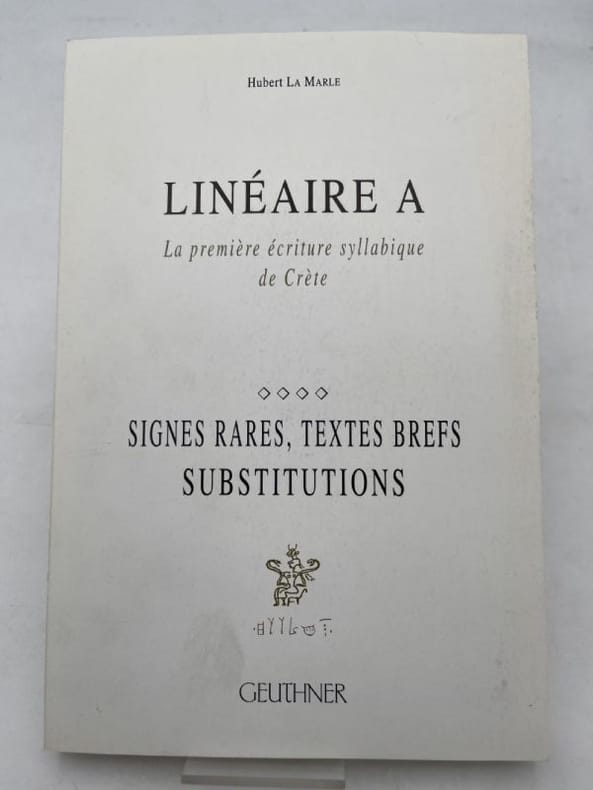 Hubert LA MARLE
LINÉAIRE A
La première écriture syllabique
de Crète
SIGNES RARES, TEXTES BREFS
SUBSTITUTIONS
GEUTHNER